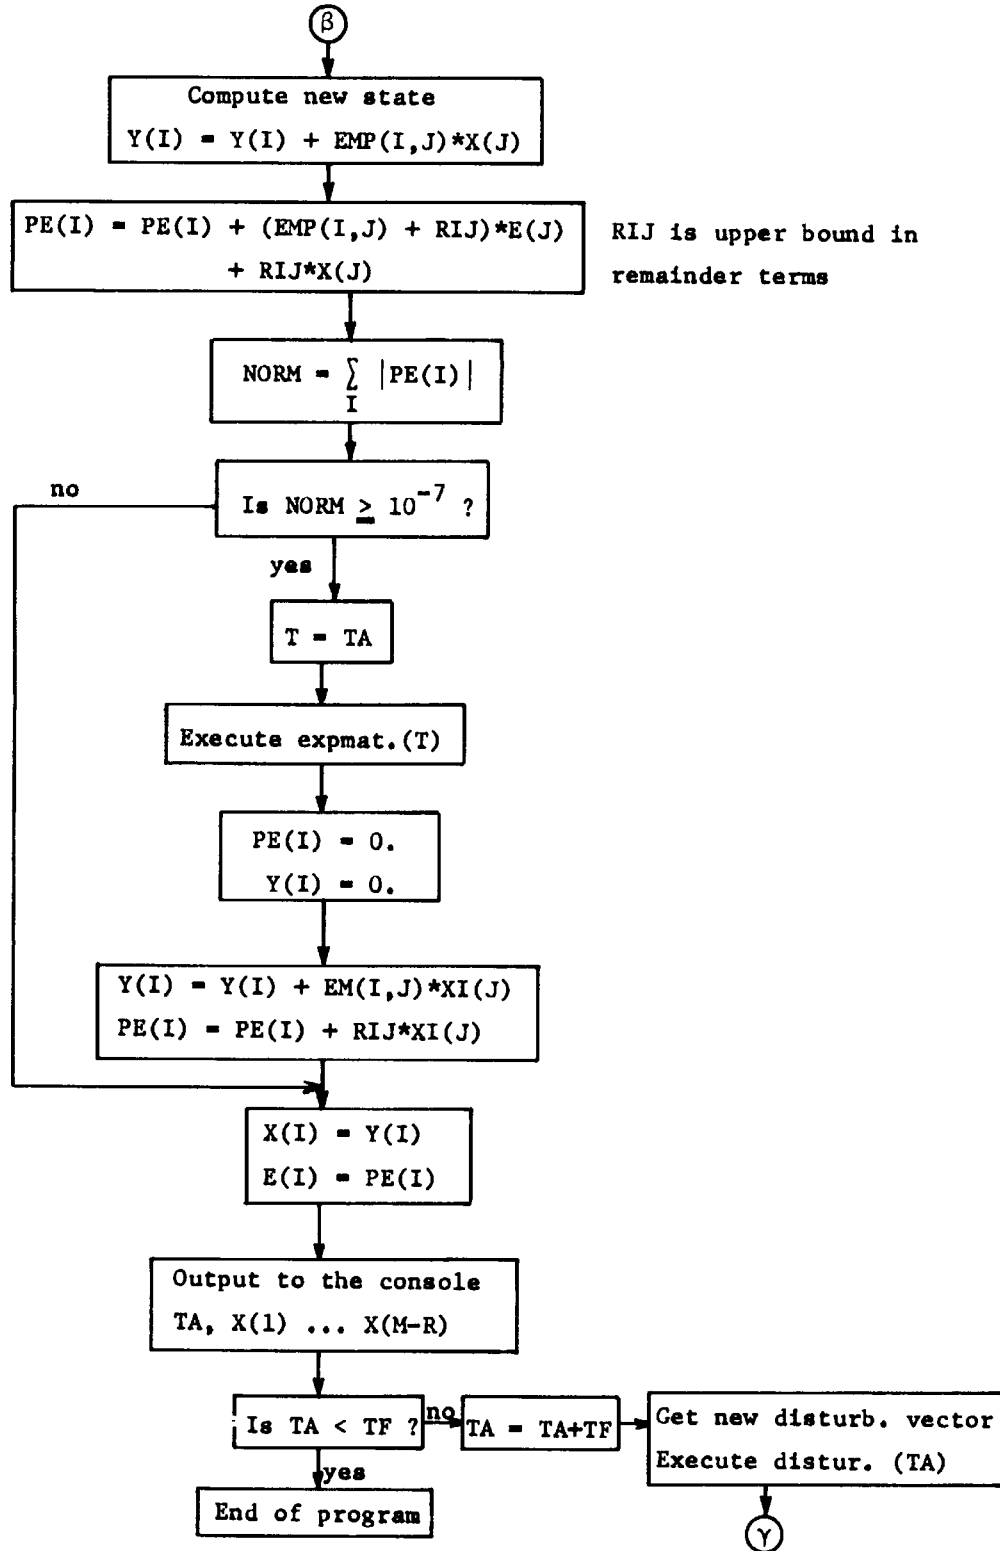 β
Compute new state
Y(I) = Y(I) + EMP(I,J)*X(J)
PE(I) = PE(I) + (EMP(I,J) + RIJ)*E(J)
+ RIJ*X(J)
RIJ is upper bound in
remainder terms
NORM = ∑ |PE(I)|
I
no
Is NORM ≥ 10⁻⁷ ?
yes
T = TA
Execute expmat.(T)
PE(I) = 0.
Y(I) = 0.
Y(I) = Y(I) + EM(I,J)*XI(J)
PE(I) = PE(I) + RIJ*XI(J)
X(I) = Y(I)
E(I) = PE(I)
Output to the console
TA, X(1) ... X(M-R)
Is TA < TF ?
no
TA = TA+TF
Get new disturb. vector
Execute distur. (TA)
yes
End of program
γ